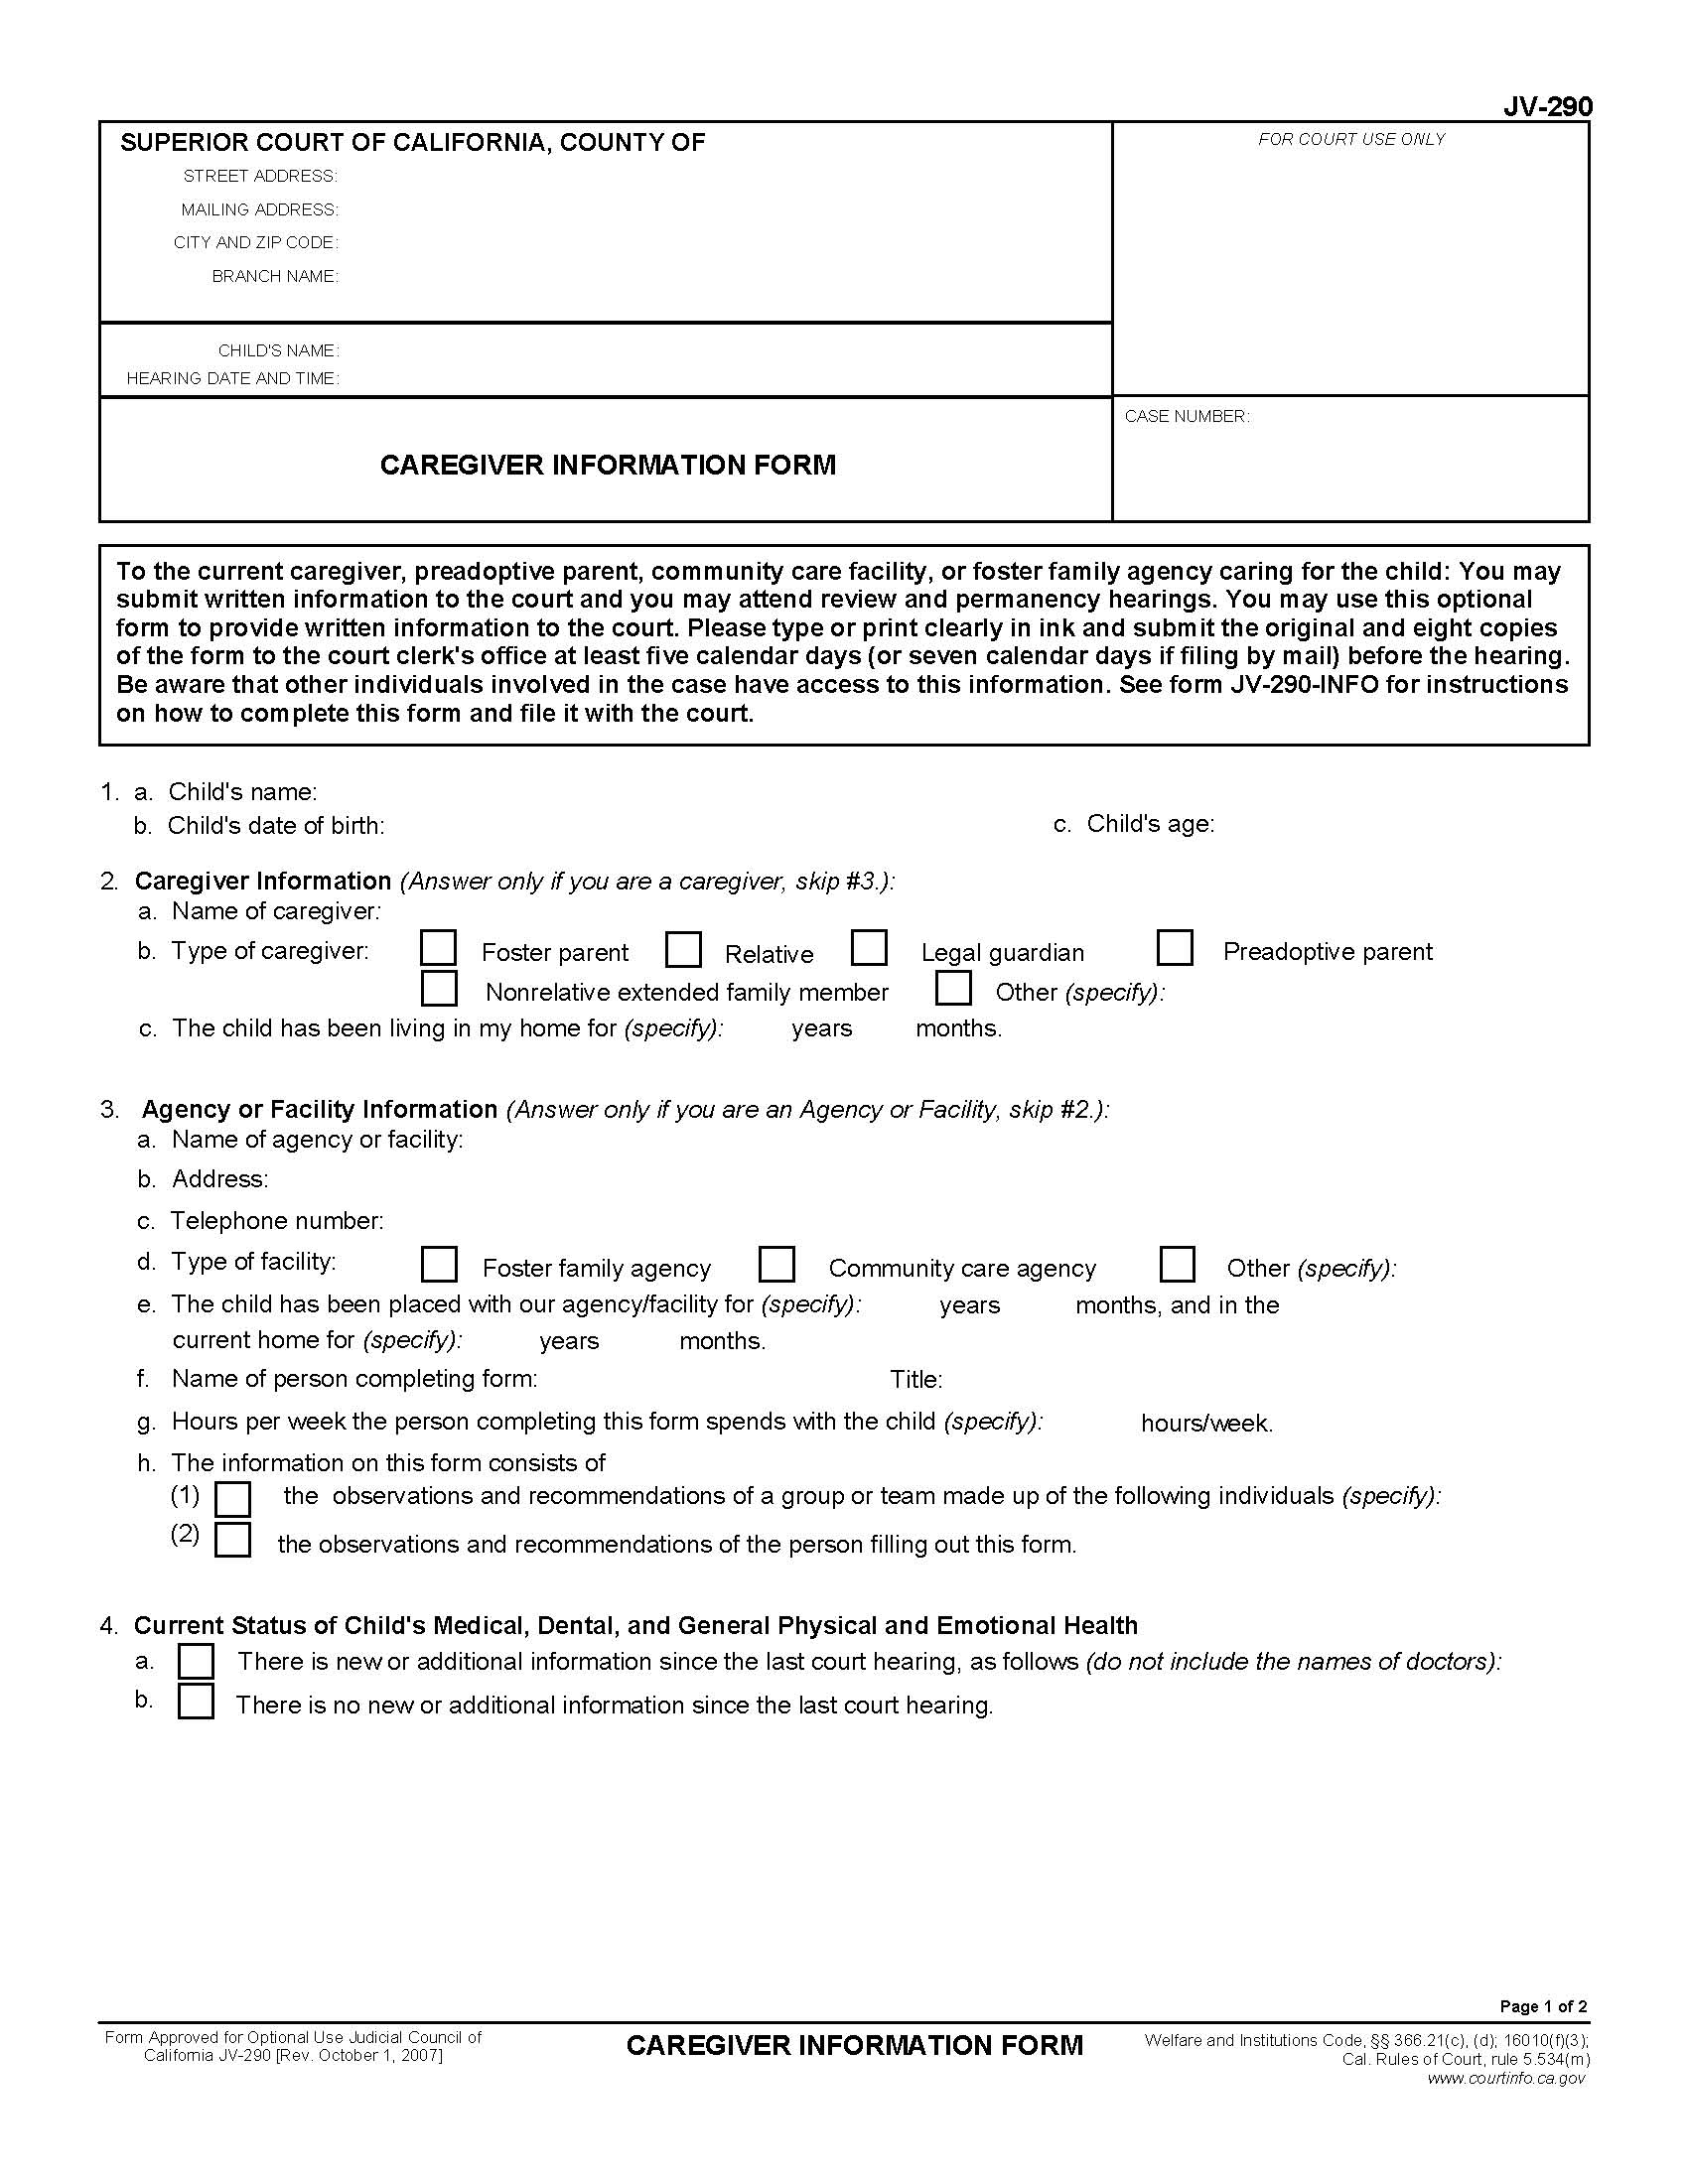 JV-290
SUPERIOR COURT OF CALIFORNIA, COUNTY OF
STREET ADDRESS:
MAILING ADDRESS:
CITY AND ZIP CODE:
BRANCH NAME:
FOR COURT USE ONLY
CHILD'S NAME:
HEARING DATE AND TIME:
CAREGIVER INFORMATION FORM
CASE NUMBER:
To the current caregiver, preadoptive parent, community care facility, or foster family agency caring for the child: You may
submit written information to the court and you may attend review and permanency hearings. You may use this optional
form to provide written information to the court. Please type or print clearly in ink and submit the original and eight copies
of the form to the court clerk's office at least five calendar days (or seven calendar days if filing by mail) before the hearing.
Be aware that other individuals involved in the case have access to this information. See form JV-290-INFO for instructions
on how to complete this form and file it with the court.
1. a. Child's name:
b. Child's date of birth: c. Child's age:
2. Caregiver Information (Answer only if you are a caregiver, skip #3.):
a. Name of caregiver:
b. Type of caregiver: Foster parent Relative Legal guardian Preadoptive parent
Nonrelative extended family member Other (specify):
c. The child has been living in my home for (specify): years months.
3. Agency or Facility Information (Answer only if you are an Agency or Facility, skip #2.):
a. Name of agency or facility:
b. Address:
c. Telephone number:
d. Type of facility: Foster family agency Community care agency Other (specify):
e. The child has been placed with our agency/facility for (specify): years months, and in the
current home for (specify): years months.
f. Name of person completing form: Title:
g. Hours per week the person completing this form spends with the child (specify): hours/week.
h. The information on this form consists of
(1) the observations and recommendations of a group or team made up of the following individuals (specify):
(2) the observations and recommendations of the person filling out this form.
4. Current Status of Child's Medical, Dental, and General Physical and Emotional Health
a. There is new or additional information since the last court hearing, as follows (do not include the names of doctors):
b. There is no new or additional information since the last court hearing.
Page 1 of 2
Form Approved for Optional Use Judicial Council of
California JV-290 [Rev. October 1, 2007]
CAREGIVER INFORMATION FORM
Welfare and Institutions Code, §§ 366.21(c), (d); 16010(f)(3);
Cal. Rules of Court, rule 5.534(m)
www.courtinfo.ca.gov